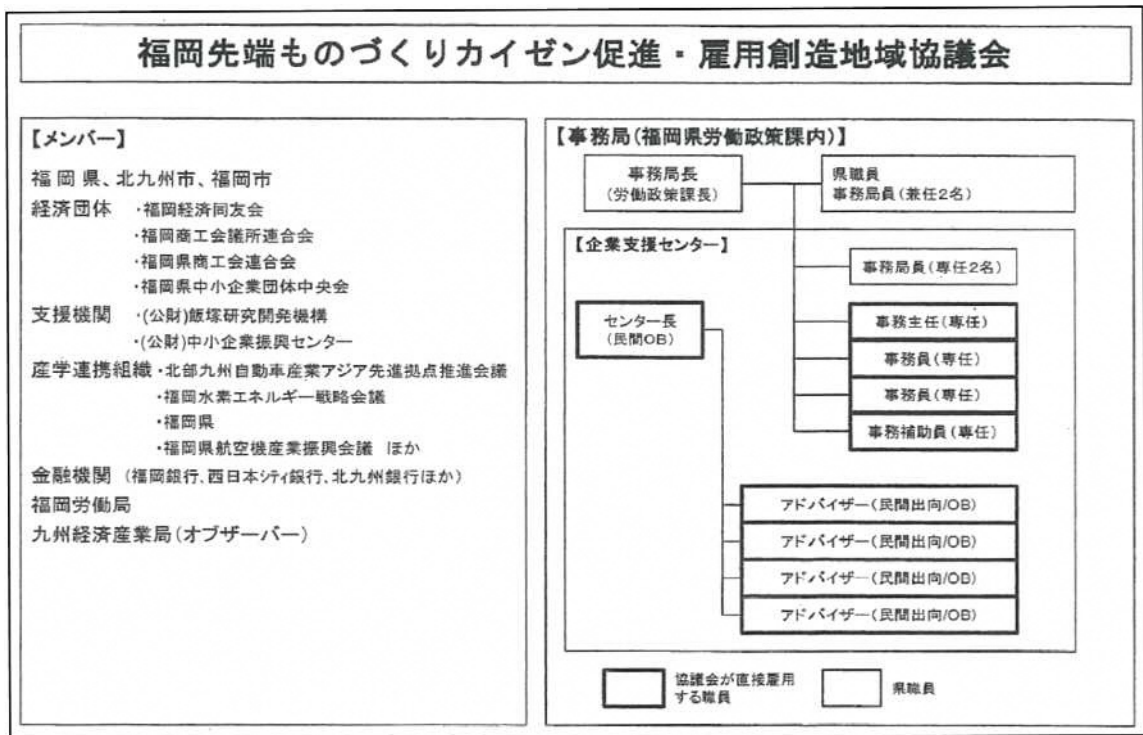 福岡先端ものづくりカイゼン促進・雇用創造地域協議会
【メンバー】
福岡県、北九州市、福岡市
経済団体 ・福岡経済同友会
・福岡商工会議所連合会
・福岡県商工会連合会
・福岡県中小企業団体中央会
支援機関 ・(公財)飯塚研究開発機構
・(公財)中小企業振興センター
産学連携組織・北部九州自動車産業アジア先進拠点推進会議
・福岡水素エネルギー戦略会議
・福岡県
・福岡県航空機産業振興会議 ほか
金融機関 (福岡銀行、西日本シティ銀行、北九州銀行ほか)
福岡労働局
九州経済産業局(オブザーバー)
【事務局(福岡県労働政策課内)】
事務局長
(労働政策課長)
県職員
事務局員(兼任2名)
【企業支援センター】
事務局員(専任2名)
センター長
(民間OB)
事務主任(専任)
事務員(専任)
事務員(専任)
事務補助員(専任)
アドバイザー(民間出向/OB)
アドバイザー(民間出向/OB)
アドバイザー(民間出向/OB)
アドバイザー(民間出向/OB)
協議会が直接雇用
する職員
県職員